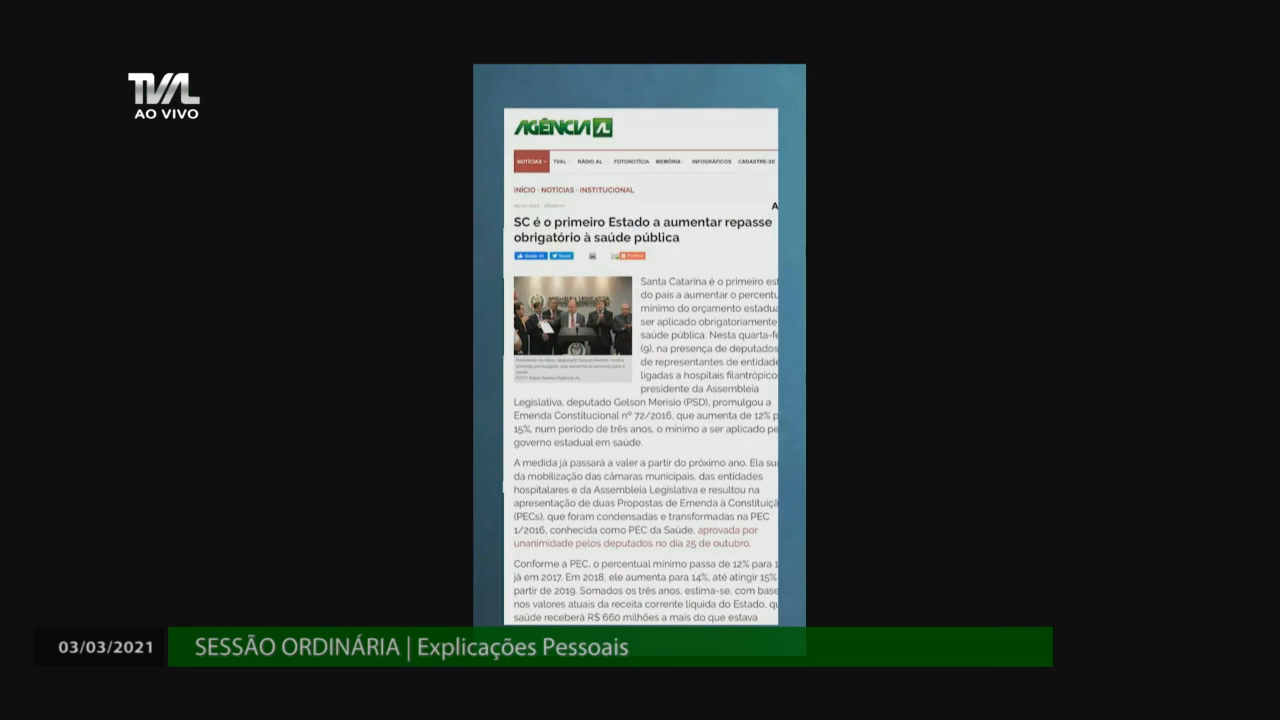 TVAL
AO VIVO
AGÊNCIA AL
NOTÍCIAS TVAL RÁDIO AL FOTONOTÍCIA MEMÓRIA INFOGRÁFICOS CADASTRE-SE
INÍCIO · NOTÍCIAS · INSTITUCIONAL
A
SC é o primeiro Estado a aumentar repasse
obrigatório à saúde pública
Tweet
Santa Catarina é o primeiro est
do país a aumentar o percentu
mínimo do orçamento estadua
ser aplicado obrigatoriamente
saúde pública. Nesta quarta-fe
(9), na presença de deputados
de representantes de entidade
ligadas a hospitais filantrópico
presidente da Assembleia
Legislativa, deputado Gelson Merisio (PSD), promulgou a
Emenda Constitucional nº 72/2016, que aumenta de 12% p
15%, num período de três anos, o mínimo a ser aplicado pe
governo estadual em saúde.
A medida já passará a valer a partir do próximo ano. Ela su
da mobilização das câmaras municipais, das entidades
hospitalares e da Assembleia Legislativa e resultou na
apresentação de duas Propostas de Emenda à Constituiçã
(PECs), que foram condensadas e transformadas na PEC
1/2016, conhecida como PEC da Saúde, aprovada por
unanimidade pelos deputados no dia 25 de outubro.
Conforme a PEC, o percentual mínimo passa de 12% para 1
já em 2017. Em 2018, ele aumenta para 14%, até atingir 15%
partir de 2019. Somados os três anos, estima-se, com base
nos valores atuais da receita corrente líquida do Estado, qu
saúde receberá R$ 660 milhões a mais do que estava
03/03/2021 SESSÃO ORDINÁRIA | Explicações Pessoais